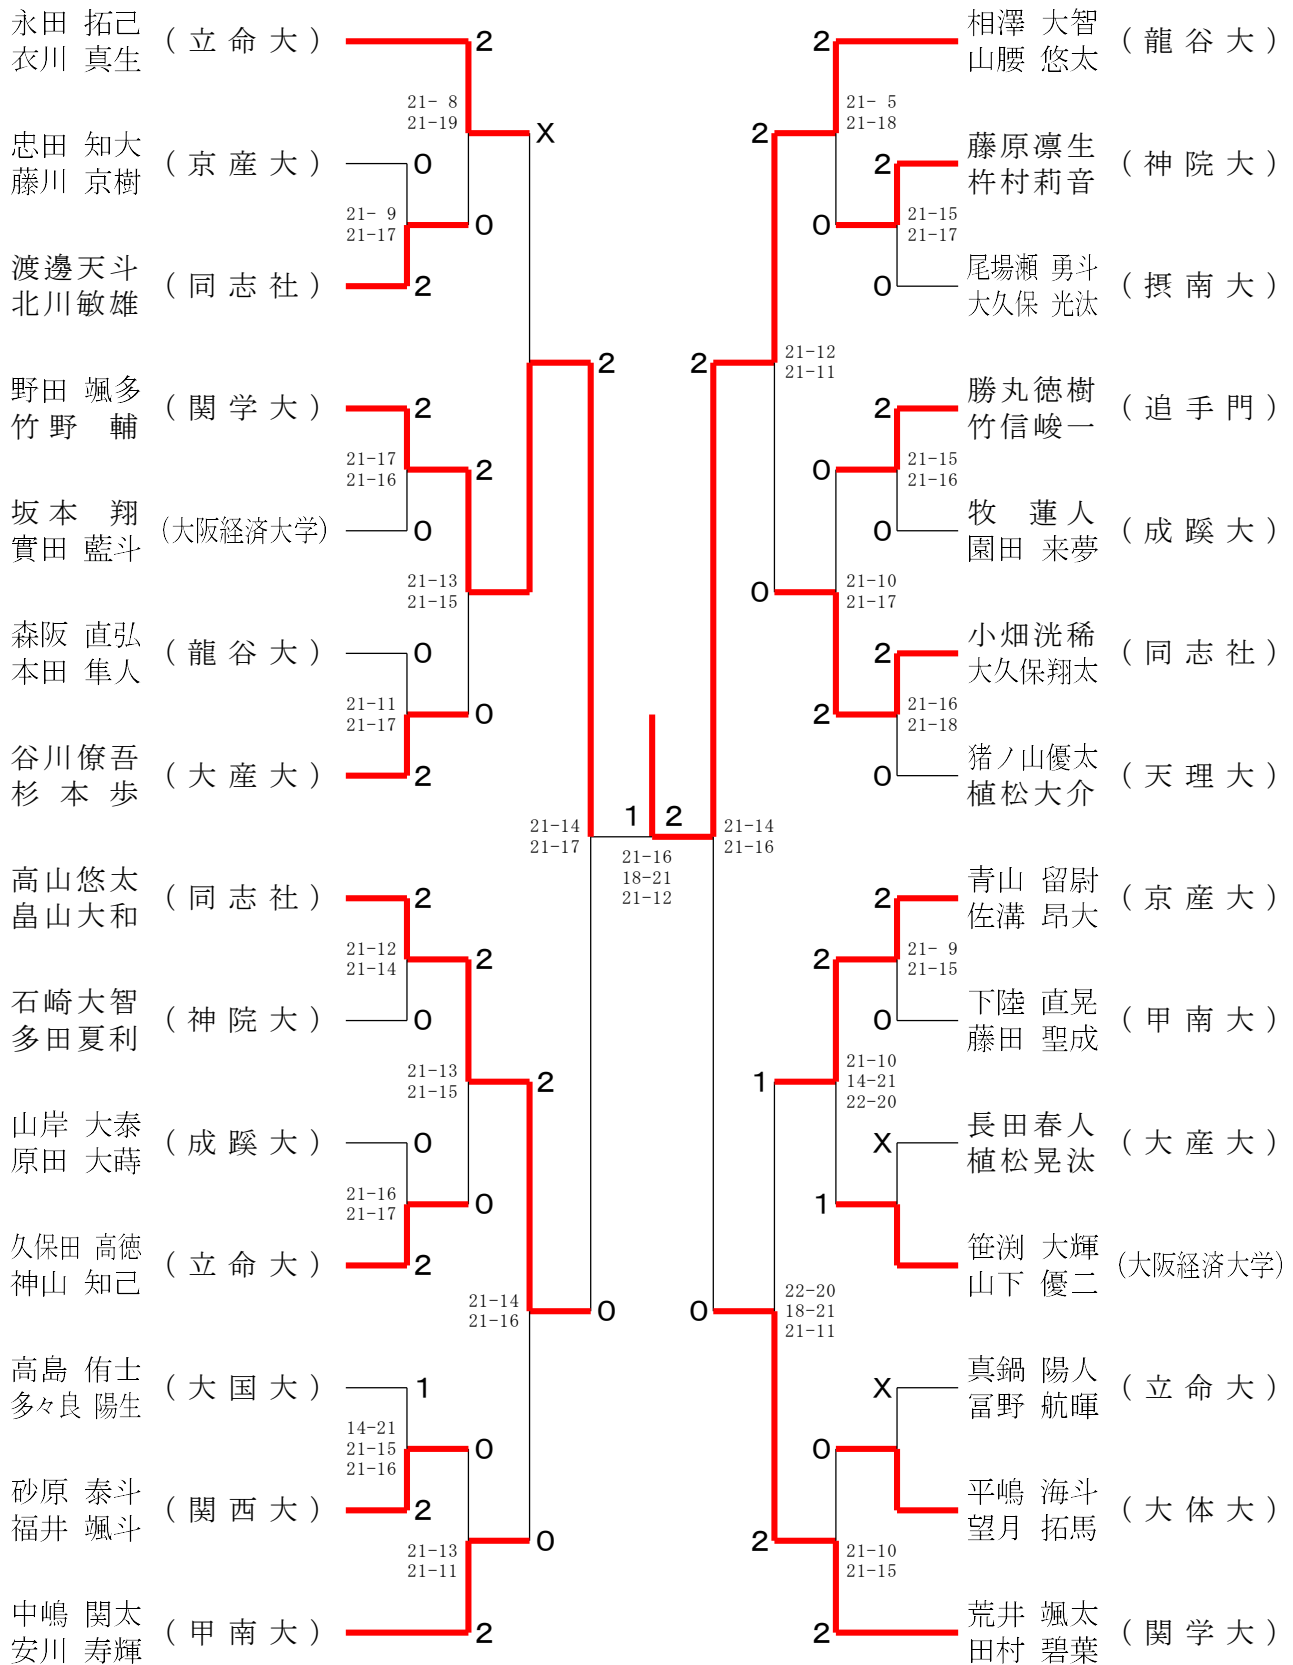 永田 拓己
衣川 真生
(立命大)
2
21- 8
21-19
X
忠田 知大
藤川 京樹
(京産大)
0
21- 9
21-17
0
渡邊天斗
北川敏雄
(同志社)
2
2
野田 颯多
竹野 輔
(関学大)
2
21-17
21-16
2
坂本 翔
實田 藍斗
(大阪経済大学)
0
21-13
21-15
森阪 直弘
本田 隼人
(龍谷大)
0
21-11
21-17
0
谷川僚吾
杉本歩
(大産大)
2
21-14
21-17
高山悠太
畠山大和
(同志社)
2
21-12
21-14
2
石崎大智
多田夏利
(神院大)
0
21-13
21-15
2
山岸 大泰
原田 大蒔
(成蹊大)
0
21-16
21-17
0
久保田 高徳
神山 知己
(立命大)
2
21-14
21-16
0
高島 侑士
多々良 陽生
(大国大)
1
14-21
21-15
21-16
0
砂原 泰斗
福井 颯斗
(関西大)
2
21-13
21-11
0
中嶋 関太
安川 寿輝
(甲南大)
2
1 2
21-16
18-21
21-12
相澤 大智
山腰 悠太
(龍谷大)
2
21- 5
21-18
2
藤原凛生
杵村莉音
(神院大)
2
21-15
21-17
0
尾場瀬 勇斗
大久保 光汰
(摂南大)
0
21-12
21-11
2
勝丸徳樹
竹信峻一
(追手門)
2
21-15
21-16
0
牧 蓮人
園田 来夢
(成蹊大)
0
21-10
21-17
0
小畑洸稀
大久保翔太
(同志社)
2
21-16
21-18
2
猪ノ山優太
植松大介
(天理大)
0
21-14
21-16
青山 留尉
佐溝 昂大
(京産大)
2
21- 9
21-15
2
下陸 直晃
藤田 聖成
(甲南大)
0
21-10
14-21
22-20
1
長田春人
植松晃汰
(大産大)
X
1
笹渕 大輝
山下 優二
(大阪経済大学)
22-20
18-21
21-11
0
真鍋 陽人
冨野 航暉
(立命大)
X
0
平嶋 海斗
望月 拓馬
(大体大)
21-10
21-15
2
荒井 颯太
田村 碧葉
(関学大)
2